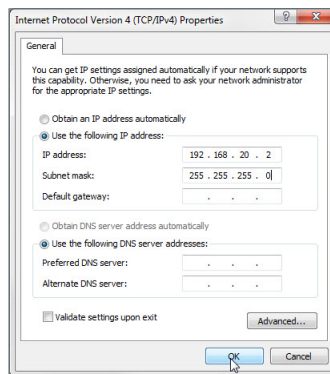 Internet Protocol Version 4 (TCP/IPv4) Properties
General
You can get IP settings assigned automatically if your network supports
this capability. Otherwise, you need to ask your network administrator
for the appropriate IP settings.
Obtain an IP address automatically
Use the following IP address:
IP address: 192 . 168 . 20 . 2
Subnet mask: 255 . 255 . 255 . 0
Default gateway: . . .
Obtain DNS server address automatically
Use the following DNS server addresses:
Preferred DNS server: . . .
Alternate DNS server: . . .
Validate settings upon exit
Advanced...
OK Cancel